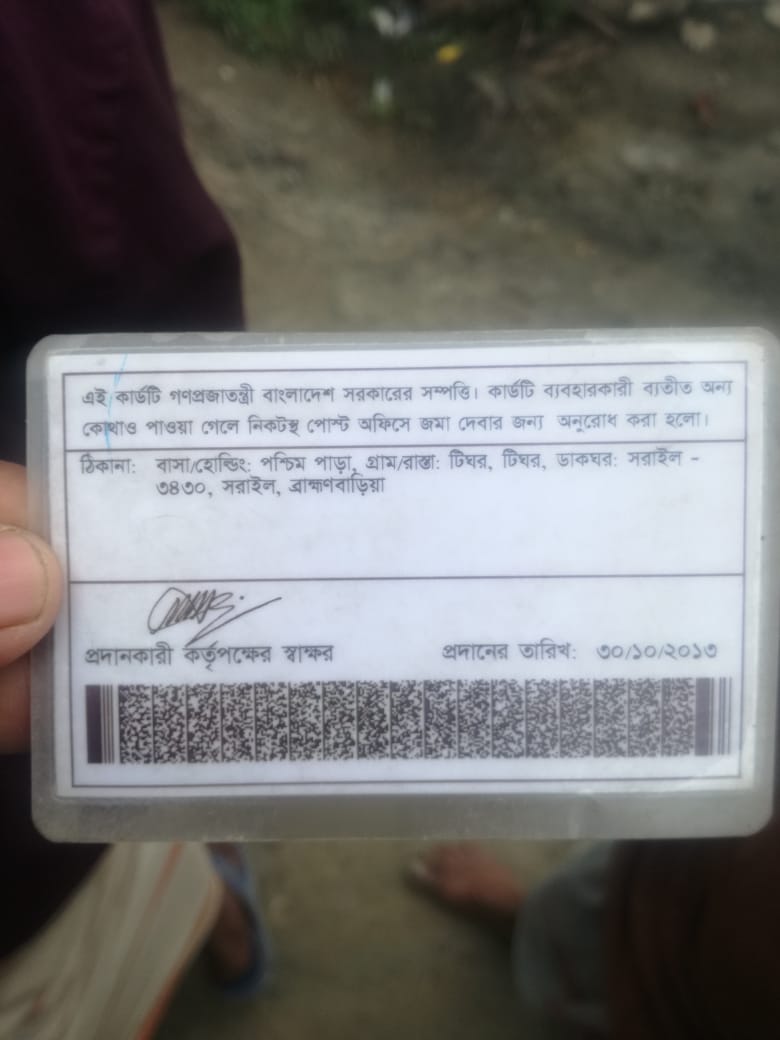 এই কার্ডটি গণপ্রজাতন্ত্রী বাংলাদেশ সরকারের সম্পত্তি। কার্ডটি ব্যবহারকারী ব্যতীত অন্য
কোথাও পাওয়া গেলে নিকটস্থ পোস্ট অফিসে জমা দেবার জন্য অনুরোধ করা হলো।
ঠিকানা: বাসা/হোল্ডিং: পশ্চিম পাড়া, গ্রাম/রাস্তা: টিঘর, টিঘর, ডাকঘর: সরাইল -
৩৪৩০, সরাইল, ব্রাহ্মণবাড়িয়া
প্রদানকারী কর্তৃপক্ষের স্বাক্ষর প্রদানের তারিখ: ৩০/১০/২০১৩